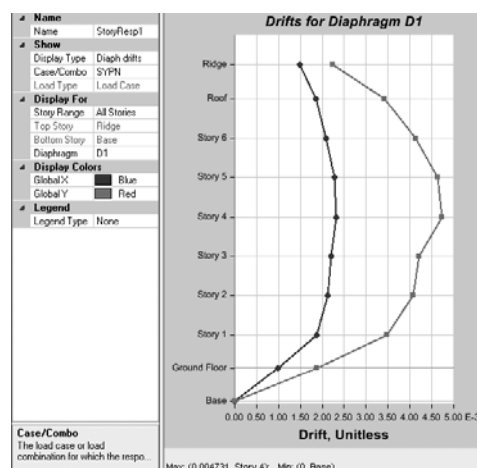 Name
Name StoryResp1
Show
Display Type Diaph drifts
Case/Combo SYPN
Load Type Load Case
Display For
Story Range All Stories
Top Story Ridge
Bottom Story Base
Diaphragm D1
Display Colors
Global X Blue
Global Y Red
Legend
Legend Type None
Case/Combo
The load case or load
combination for which the respo...
Drifts for Diaphragm D1
Ridge
Roof
Story 6
Story 5
Story 4
Story 3
Story 2
Story 1
Ground Floor
Base
0.00 0.50 1.00 1.50 2.00 2.50 3.00 3.50 4.00 4.50 5.00 E-3
Drift, Unitless
Max: (0.004731, Story 4); Min: (0, Base)